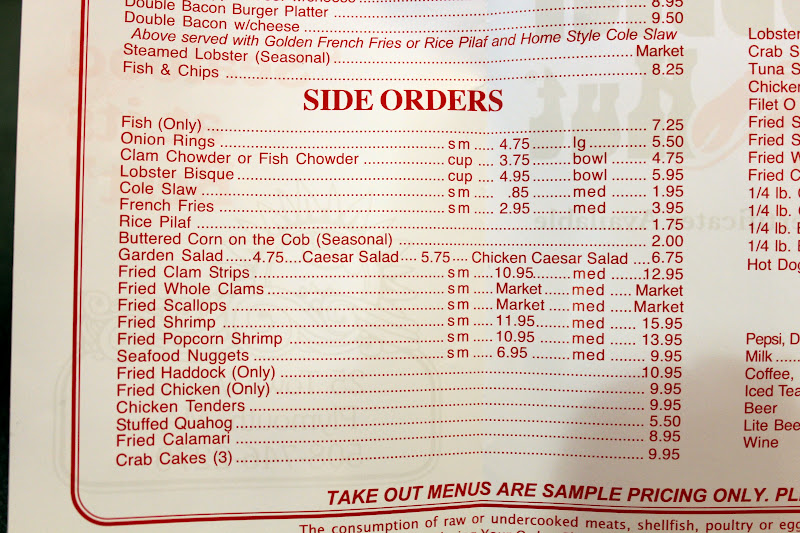 Double Bacon Burger Platter ........ 8.95
Double Bacon w/cheese ........ 9.50
Above served with Golden French Fries or Rice Pilaf and Home Style Cole Slaw
Steamed Lobster (Seasonal) ........ Market
Fish & Chips ........ 8.25
SIDE ORDERS
Fish (Only) ........ 7.25
Onion Rings ........ sm .... 4.75 ........ lg ........ 5.50
Clam Chowder or Fish Chowder ........ cup .... 3.75 ........ bowl ........ 4.75
Lobster Bisque ........ cup .... 4.95 ........ bowl ........ 5.95
Cole Slaw ........ sm .... .85 ........ med ........ 1.95
French Fries ........ sm .... 2.95 ........ med ........ 3.95
Rice Pilaf ........ 1.75
Buttered Corn on the Cob (Seasonal) ........ 2.00
Garden Salad ...... 4.75 .... Caesar Salad .... 5.75 .... Chicken Caesar Salad .... 6.75
Fried Clam Strips ........ sm .... 10.95 ........ med ........ 12.95
Fried Whole Clams ........ sm .... Market ........ med ..... Market
Fried Scallops ........ sm .... Market ........ med ..... Market
Fried Shrimp ........ sm .... 11.95 ........ med ..... 15.95
Fried Popcorn Shrimp ........ sm .... 10.95 ........ med ..... 13.95
Seafood Nuggets ........ sm .... 6.95 ........ med ..... 9.95
Fried Haddock (Only) ........ 10.95
Fried Chicken (Only) ........ 9.95
Chicken Tenders ........ 9.95
Stuffed Quahog ........ 5.50
Fried Calamari ........ 8.95
Crab Cakes (3) ........ 9.95
TAKE OUT MENUS ARE SAMPLE PRICING ONLY.
The consumption of raw or undercooked meats, shellfish, poultry or
Lobster
Crab S
Tuna S
Chicken
Filet O
Fried S
Fried S
Fried W
Fried C
1/4 lb.
1/4 lb.
1/4 lb.
1/4 lb.
Hot Dog
Pepsi, D
Milk
Coffee,
Iced Tea
Beer
Lite Bee
Wine